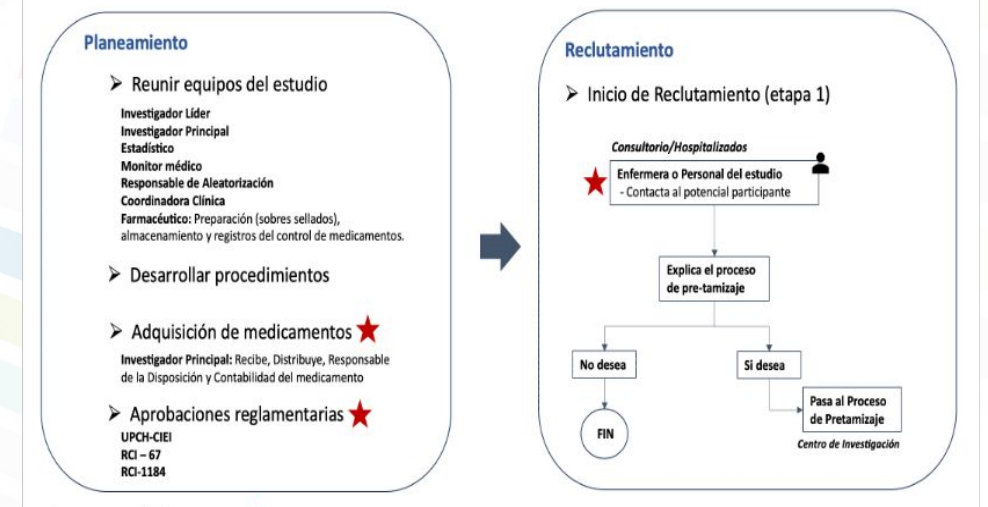 Planeamiento
➤ Reunir equipos del estudio
Investigador Líder
Investigador Principal
Estadístico
Monitor médico
Responsable de Aleatorización
Coordinadora Clínica
Farmacéutico: Preparación (sobres sellados),
almacenamiento y registros del control de medicamentos.
➤ Desarrollar procedimientos
➤ Adquisición de medicamentos
Investigador Principal: Recibe, Distribuye, Responsable
de la Disposición y Contabilidad del medicamento
➤ Aprobaciones reglamentarias
UPCH-CIEI
RCI – 67
RCI-1184
Reclutamiento
➤ Inicio de Reclutamiento (etapa 1)
Consultorio/Hospitalizados
Enfermera o Personal del estudio
- Contacta al potencial participante
Explica el proceso
de pre-tamizaje
No desea
Si desea
FIN
Pasa al Proceso
de Pretamizaje
Centro de Investigación